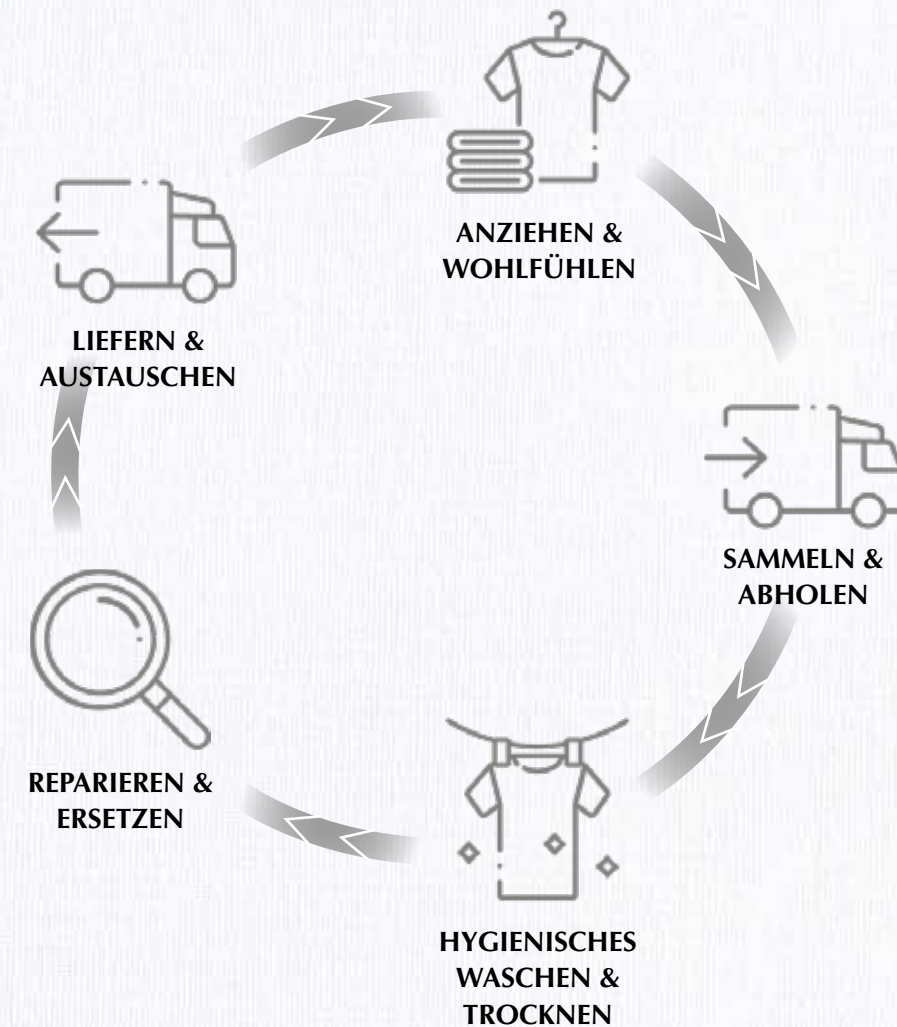 ANZIEHEN &
WOHLFÜHLEN
LIEFERN &
AUSTAUSCHEN
SAMMELN &
ABHOLEN
REPARIEREN &
ERSETZEN
HYGIENISCHES
WASCHEN &
TROCKNEN